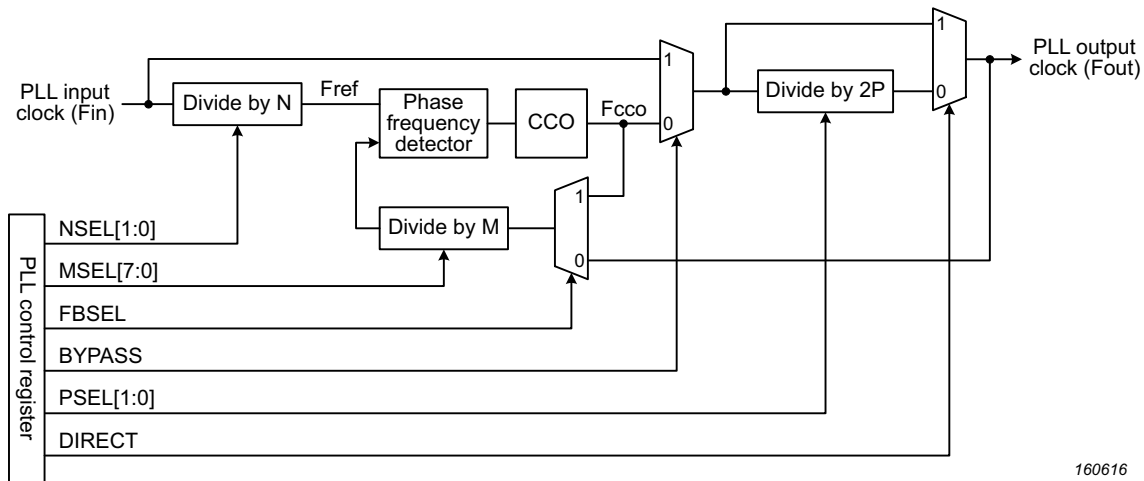 PLL input
clock (Fin)
Divide by N
Fref
Phase
frequency
detector
CCO
Fcco
1
0
Divide by 2P
1
0
PLL output
clock (Fout)
Divide by M
1
0
PLL control register
NSEL[1:0]
MSEL[7:0]
FBSEL
BYPASS
PSEL[1:0]
DIRECT
160616